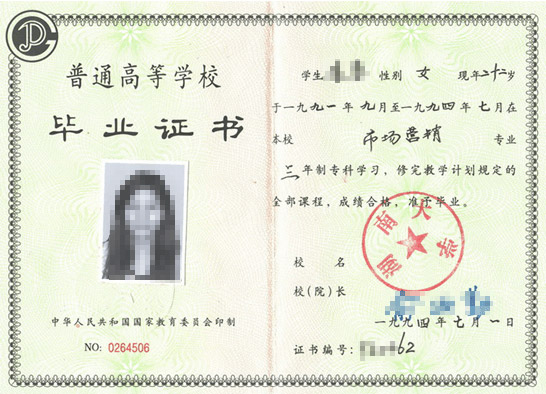 普通高等学校
毕业证书
中华人民共和国国家教育委员会印制
NO: 0264506
学生 性别 女 现年二十二岁
于一九九一年九月至一九九四年七月在
本校 市场营销 专业
三年制专科学习，修完教学计划规定的
全部课程，成绩合格，准予毕业。
湖南大学
校名
校(院)长
一九九四年七月一日
证书编号: 62